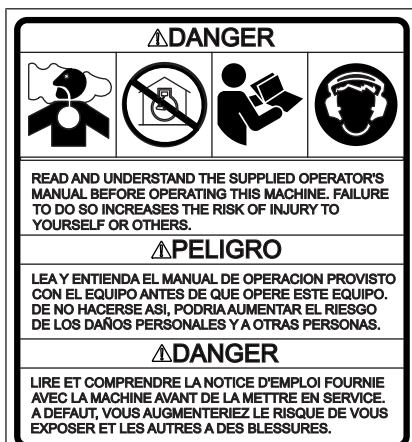 ⚠DANGER
READ AND UNDERSTAND THE SUPPLIED OPERATOR'S
MANUAL BEFORE OPERATING THIS MACHINE. FAILURE
TO DO SO INCREASES THE RISK OF INJURY TO
YOURSELF OR OTHERS.
⚠PELIGRO
LEA Y ENTIENDA EL MANUAL DE OPERACION PROVISTO
CON EL EQUIPO ANTES DE QUE OPERE ESTE EQUIPO.
DE NO HACERSE ASI, PODRIA AUMENTAR EL RIESGO
DE LOS DAÑOS PERSONALES Y A OTRAS PERSONAS.
⚠DANGER
LIRE ET COMPRENDRE LA NOTICE D'EMPLOI FOURNIE
AVEC LA MACHINE AVANT DE LA METTRE EN SERVICE.
A DEFAUT, VOUS AUGMENTERIEZ LE RISQUE DE VOUS
EXPOSER ET LES AUTRES A DES BLESSURES.